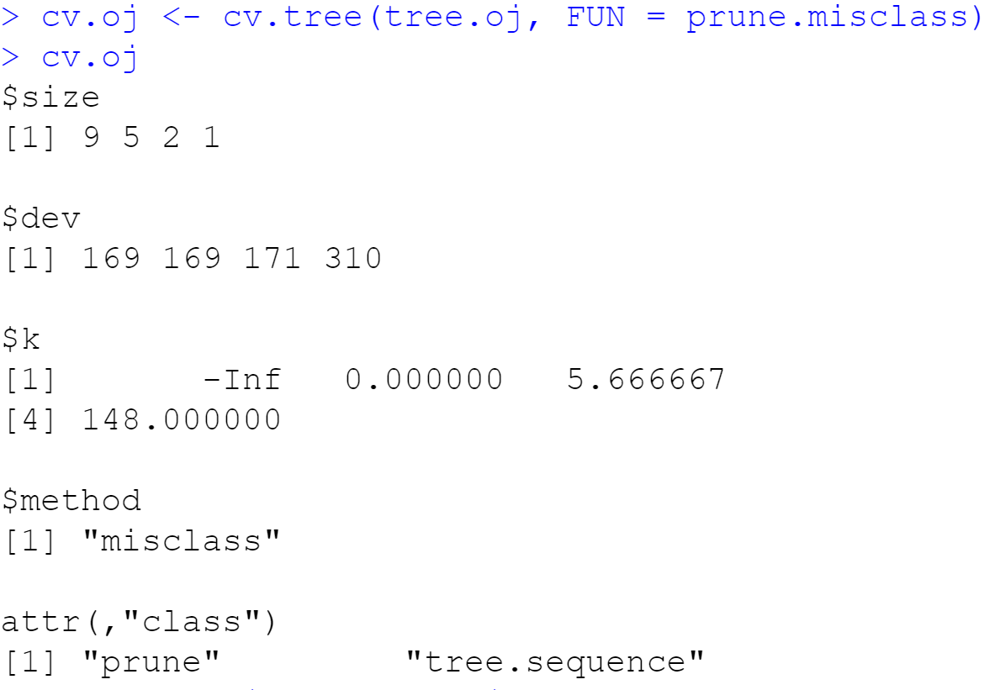 > cv.oj <- cv.tree(tree.oj, FUN = prune.misclass)
> cv.oj
$size
[1] 9 5 2 1
$dev
[1] 169 169 171 310
$k
[1]       -Inf   0.000000   5.666667
[4] 148.000000
$method
[1] "misclass"
attr(,"class")
[1] "prune"         "tree.sequence"